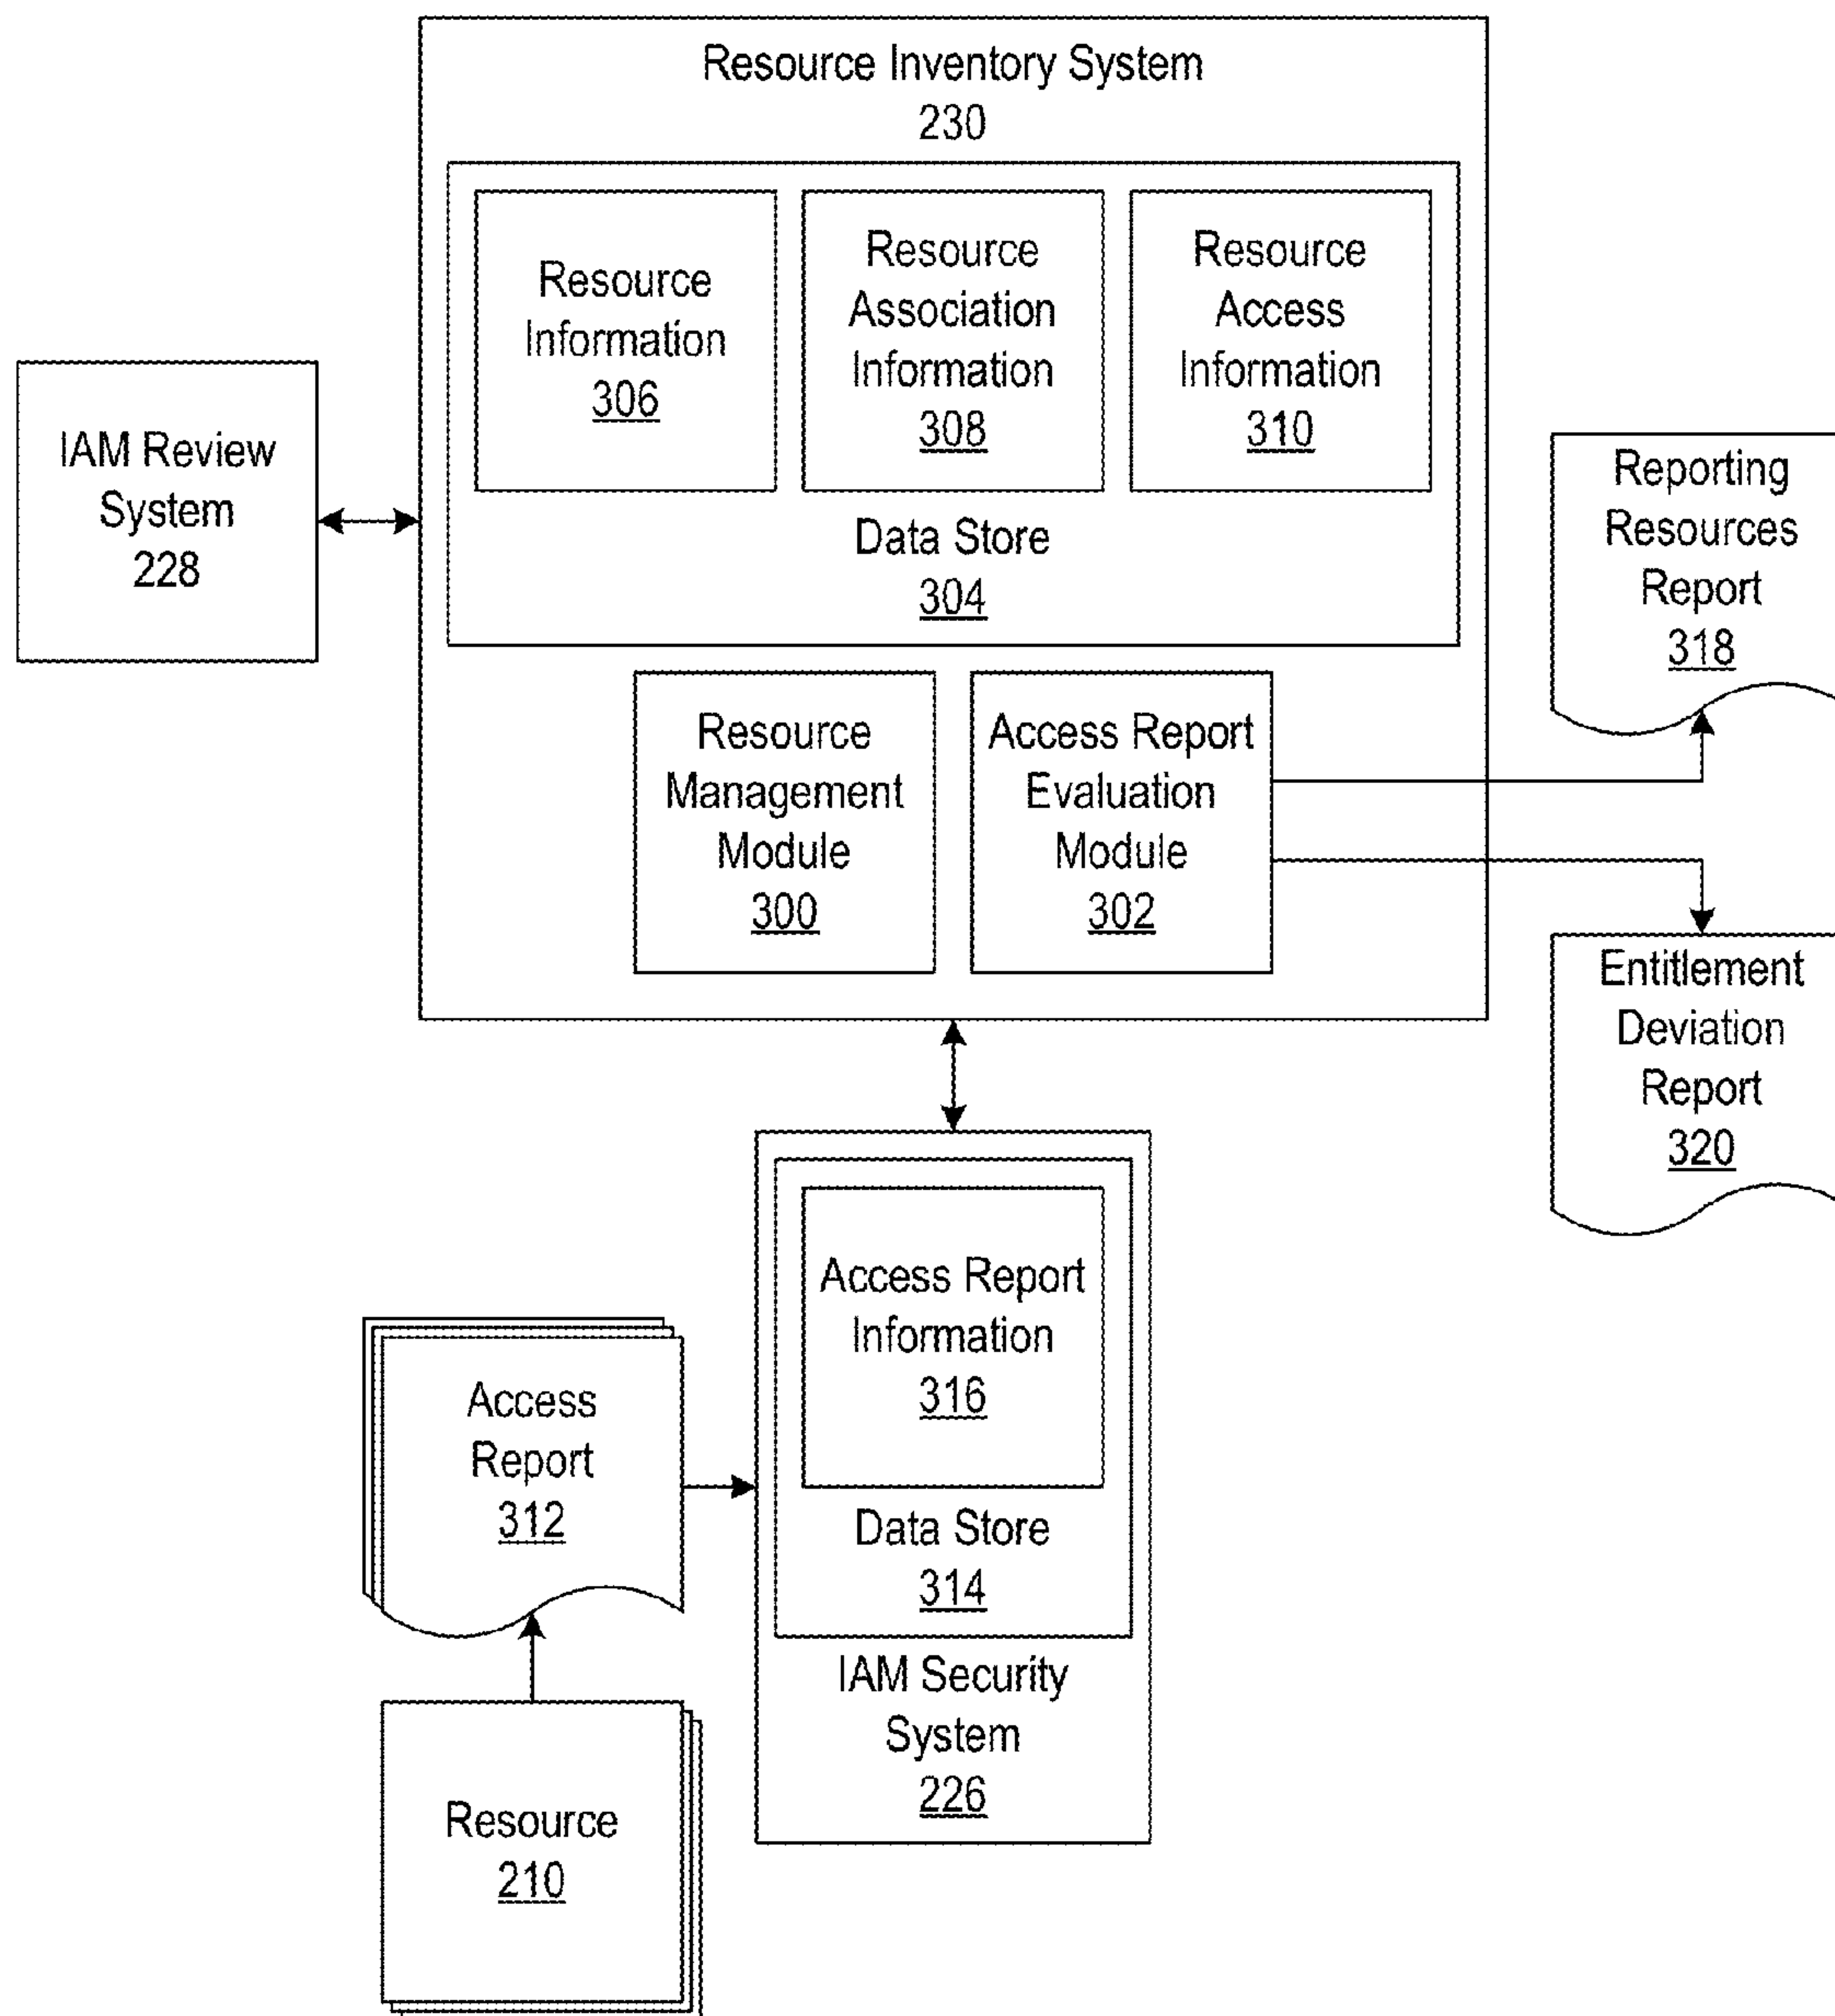 Resource Inventory System
230
Resource
Information
306
Resource
Association
Information
308
Resource
Access
Information
310
Data Store
304
IAM Review
System
228
Resource
Management
Module
300
Access Report
Evaluation
Module
302
Reporting
Resources
Report
318
Entitlement
Deviation
Report
320
Access Report
Information
316
Data Store
314
IAM Security
System
226
Access
Report
312
Resource
210